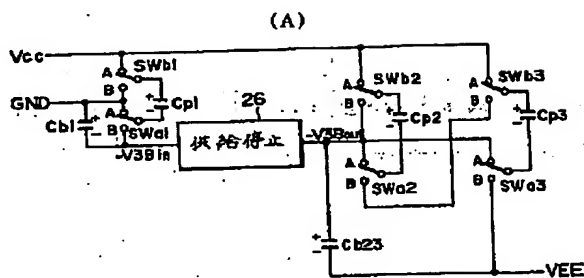 (A)
Vcc
SWb1
SWb2
SWb3
A
B
A
B
A
B
GND
A
B
Cp1
Cp2
Cp3
Cb1
SWa1
26
-V3Bin
供給停止
-V3Bout
A
B
SWa2
A
B
SWa3
Cb23
VEE